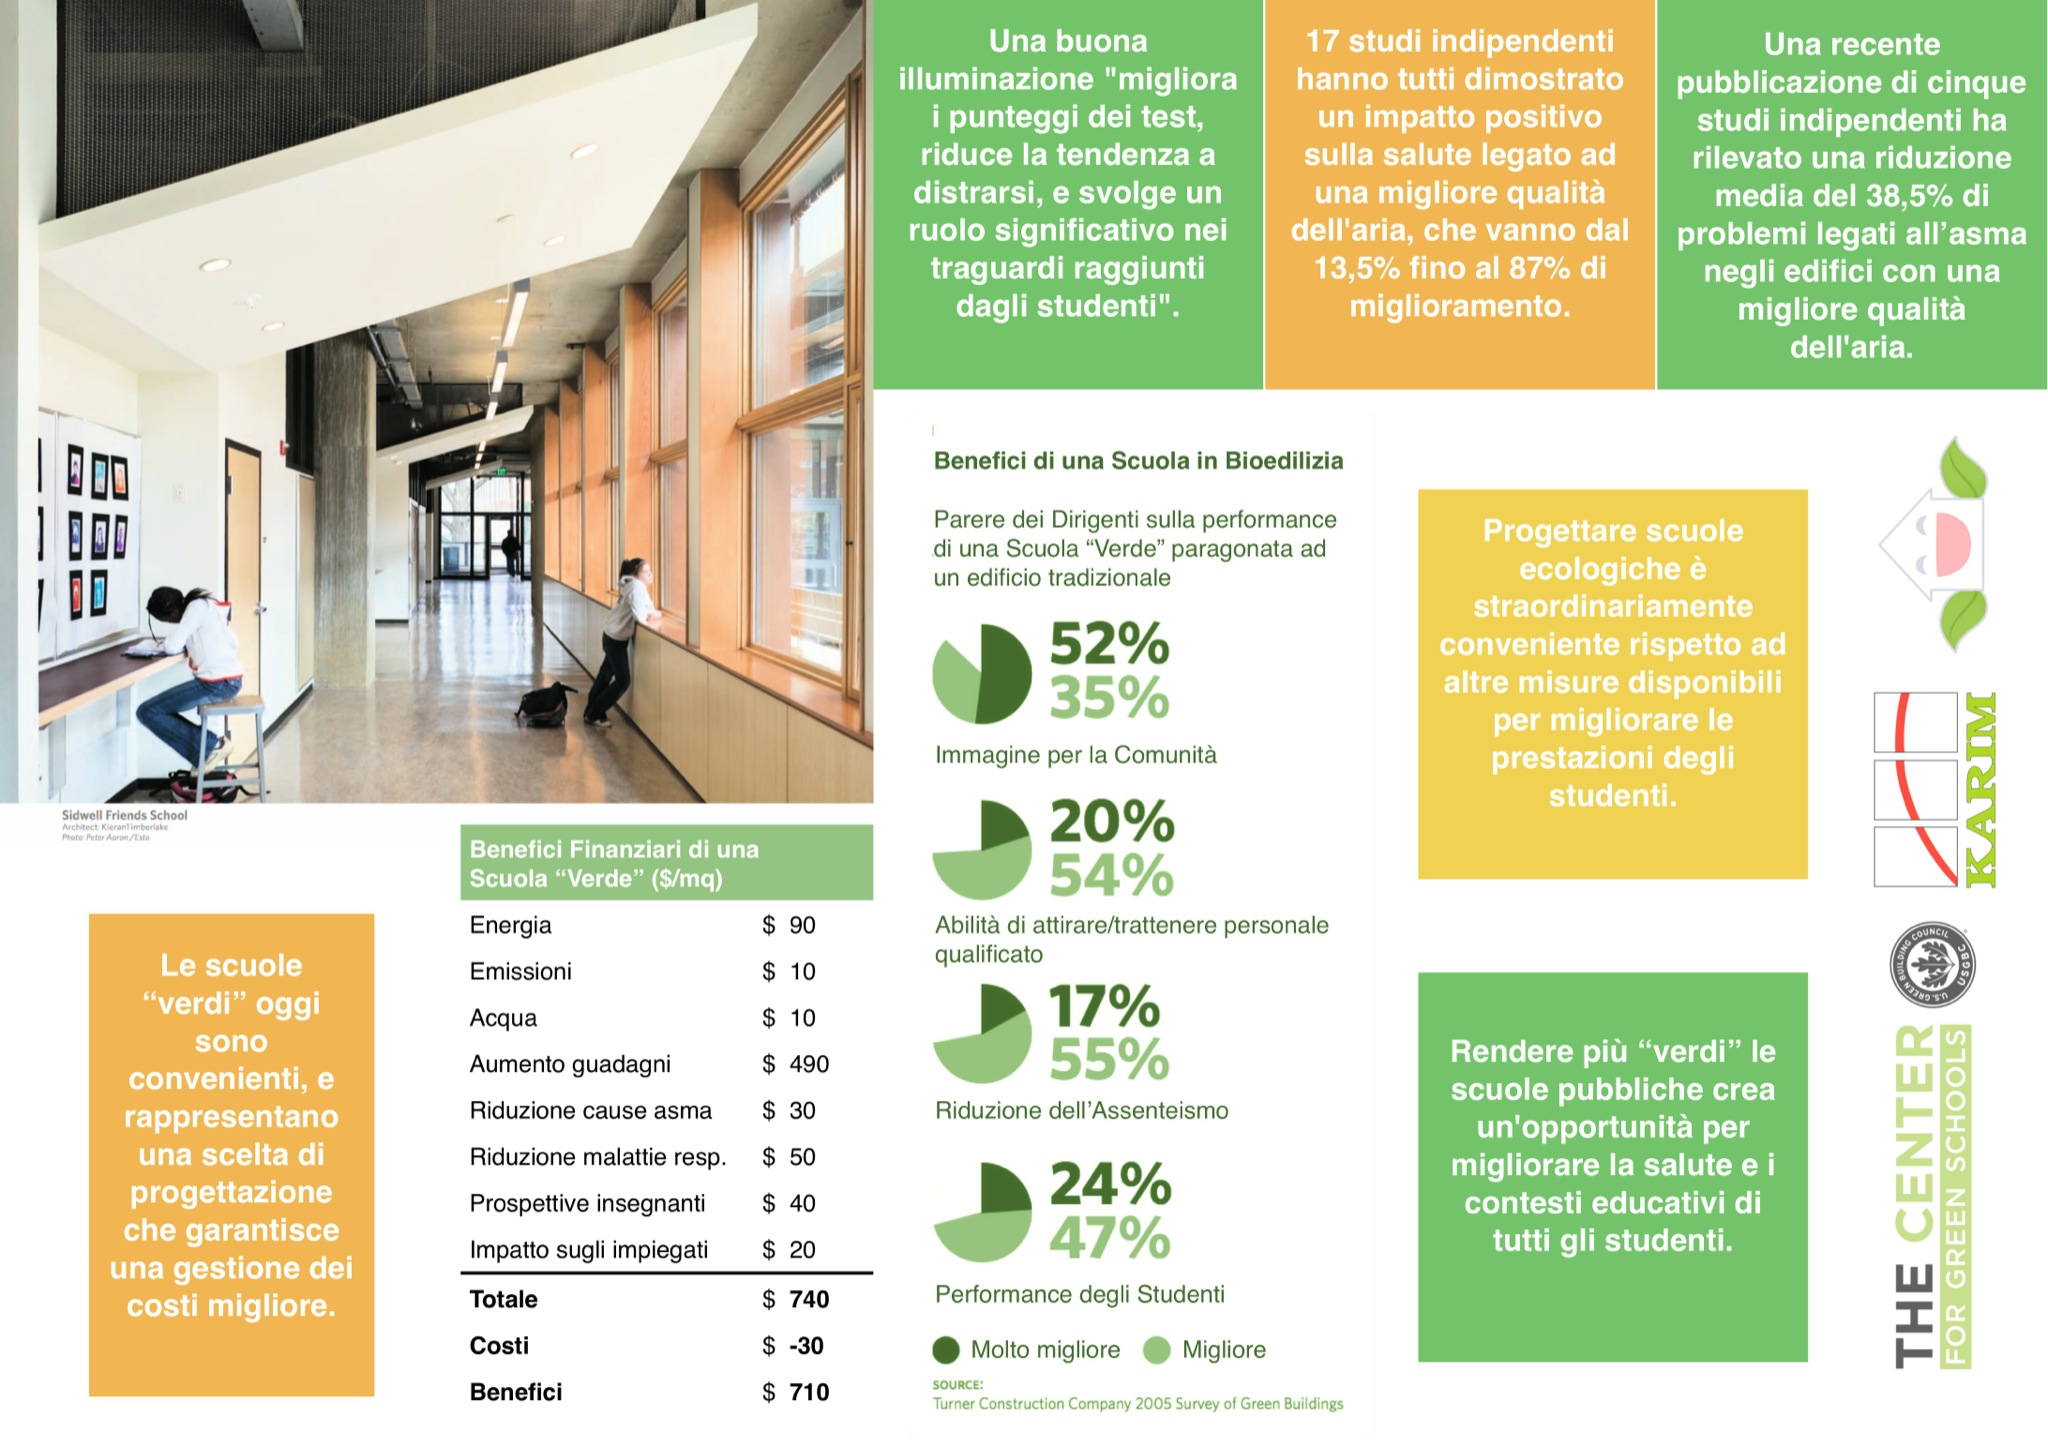 Una buona
illuminazione "migliora
i punteggi dei test,
riduce la tendenza a
distrarsi, e svolge un
ruolo significativo nei
traguardi raggiunti
dagli studenti".
17 studi indipendenti
hanno tutti dimostrato
un impatto positivo
sulla salute legato ad
una migliore qualità
dell'aria, che vanno dal
13,5% fino al 87% di
miglioramento.
Una recente
pubblicazione di cinque
studi indipendenti ha
rilevato una riduzione
media del 38,5% di
problemi legati all’asma
negli edifici con una
migliore qualità
dell'aria.
Sidwell Friends School
Architect: KieranTimberlake
Photo: Peter Aaron/Esto
Le scuole
“verdi” oggi
sono
convenienti, e
rappresentano
una scelta di
progettazione
che garantisce
una gestione dei
costi migliore.
Benefici Finanziari di una
Scuola “Verde” ($/mq)
Energia $ 90
Emissioni $ 10
Acqua $ 10
Aumento guadagni $ 490
Riduzione cause asma $ 30
Riduzione malattie resp. $ 50
Prospettive insegnanti $ 40
Impatto sugli impiegati $ 20
Totale $ 740
Costi $ -30
Benefici $ 710
Benefici di una Scuola in Bioedilizia
Parere dei Dirigenti sulla performance
di una Scuola “Verde” paragonata ad
un edificio tradizionale
52%
35%
Immagine per la Comunità
20%
54%
Abilità di attirare/trattenere personale
qualificato
17%
55%
Riduzione dell’Assenteismo
24%
47%
Performance degli Studenti
Molto migliore Migliore
SOURCE:
Turner Construction Company 2005 Survey of Green Buildings
Progettare scuole
ecologiche è
straordinariamente
conveniente rispetto ad
altre misure disponibili
per migliorare le
prestazioni degli
studenti.
Rendere più “verdi” le
scuole pubbliche crea
un'opportunità per
migliorare la salute e i
contesti educativi di
tutti gli studenti.
KARIM
U.S. GREEN BUILDING COUNCIL
USGBC
THE CENTER
FOR GREEN SCHOOLS